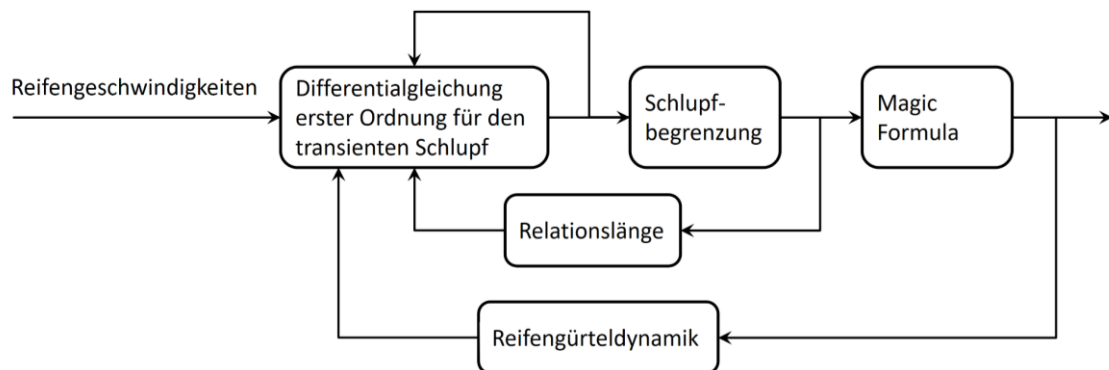 Reifengeschwindigkeiten
Differentialgleichung
erster Ordnung für den
transienten Schlupf
Schlupf-
begrenzung
Magic
Formula
Relationslänge
Reifengürteldynamik